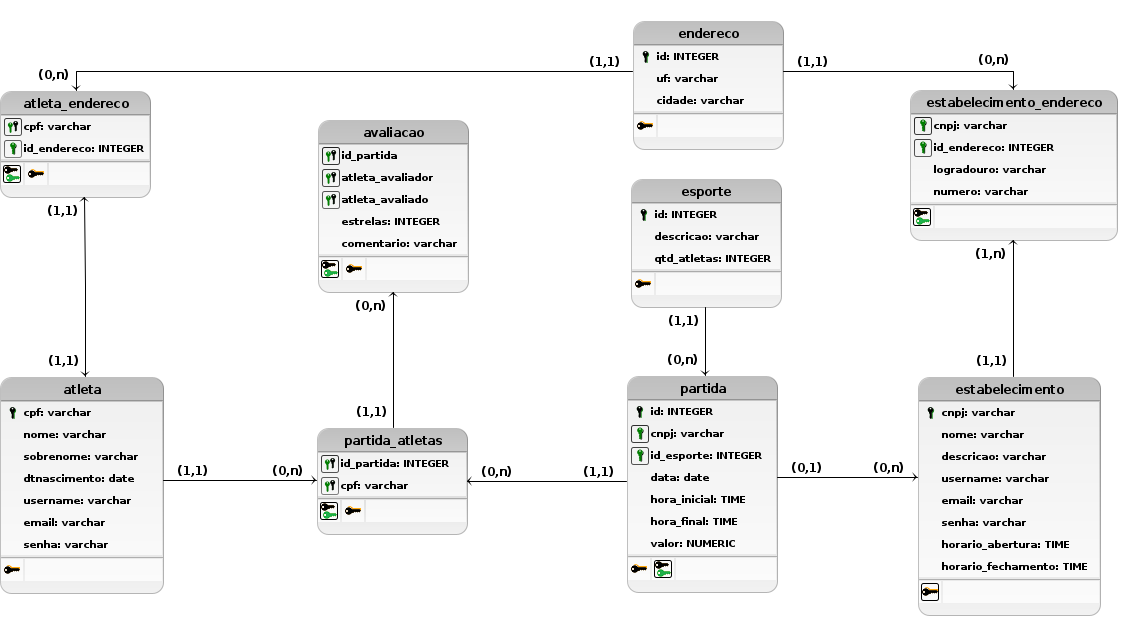 endereco
id: INTEGER
uf: varchar
cidade: varchar
(1,1)
(0,n)
(1,1)
(0,n)
atleta_endereco
cpf: varchar
id_endereco: INTEGER
(1,1)
(1,1)
avaliacao
id_partida
atleta_avaliador
atleta_avaliado
estrelas: INTEGER
comentario: varchar
(0,n)
(1,1)
esporte
id: INTEGER
descricao: varchar
qtd_atletas: INTEGER
(1,1)
(0,n)
estabelecimento_endereco
cnpj: varchar
id_endereco: INTEGER
logradouro: varchar
numero: varchar
(1,n)
(1,1)
atleta
cpf: varchar
nome: varchar
sobrenome: varchar
dtnascimento: date
username: varchar
email: varchar
senha: varchar
(1,1)
(0,n)
partida_atletas
id_partida: INTEGER
cpf: varchar
(0,n)
(1,1)
partida
id: INTEGER
cnpj: varchar
id_esporte: INTEGER
data: date
hora_inicial: TIME
hora_final: TIME
valor: NUMERIC
(0,1)
(0,n)
estabelecimento
cnpj: varchar
nome: varchar
descricao: varchar
username: varchar
email: varchar
senha: varchar
horario_abertura: TIME
horario_fechamento: TIME